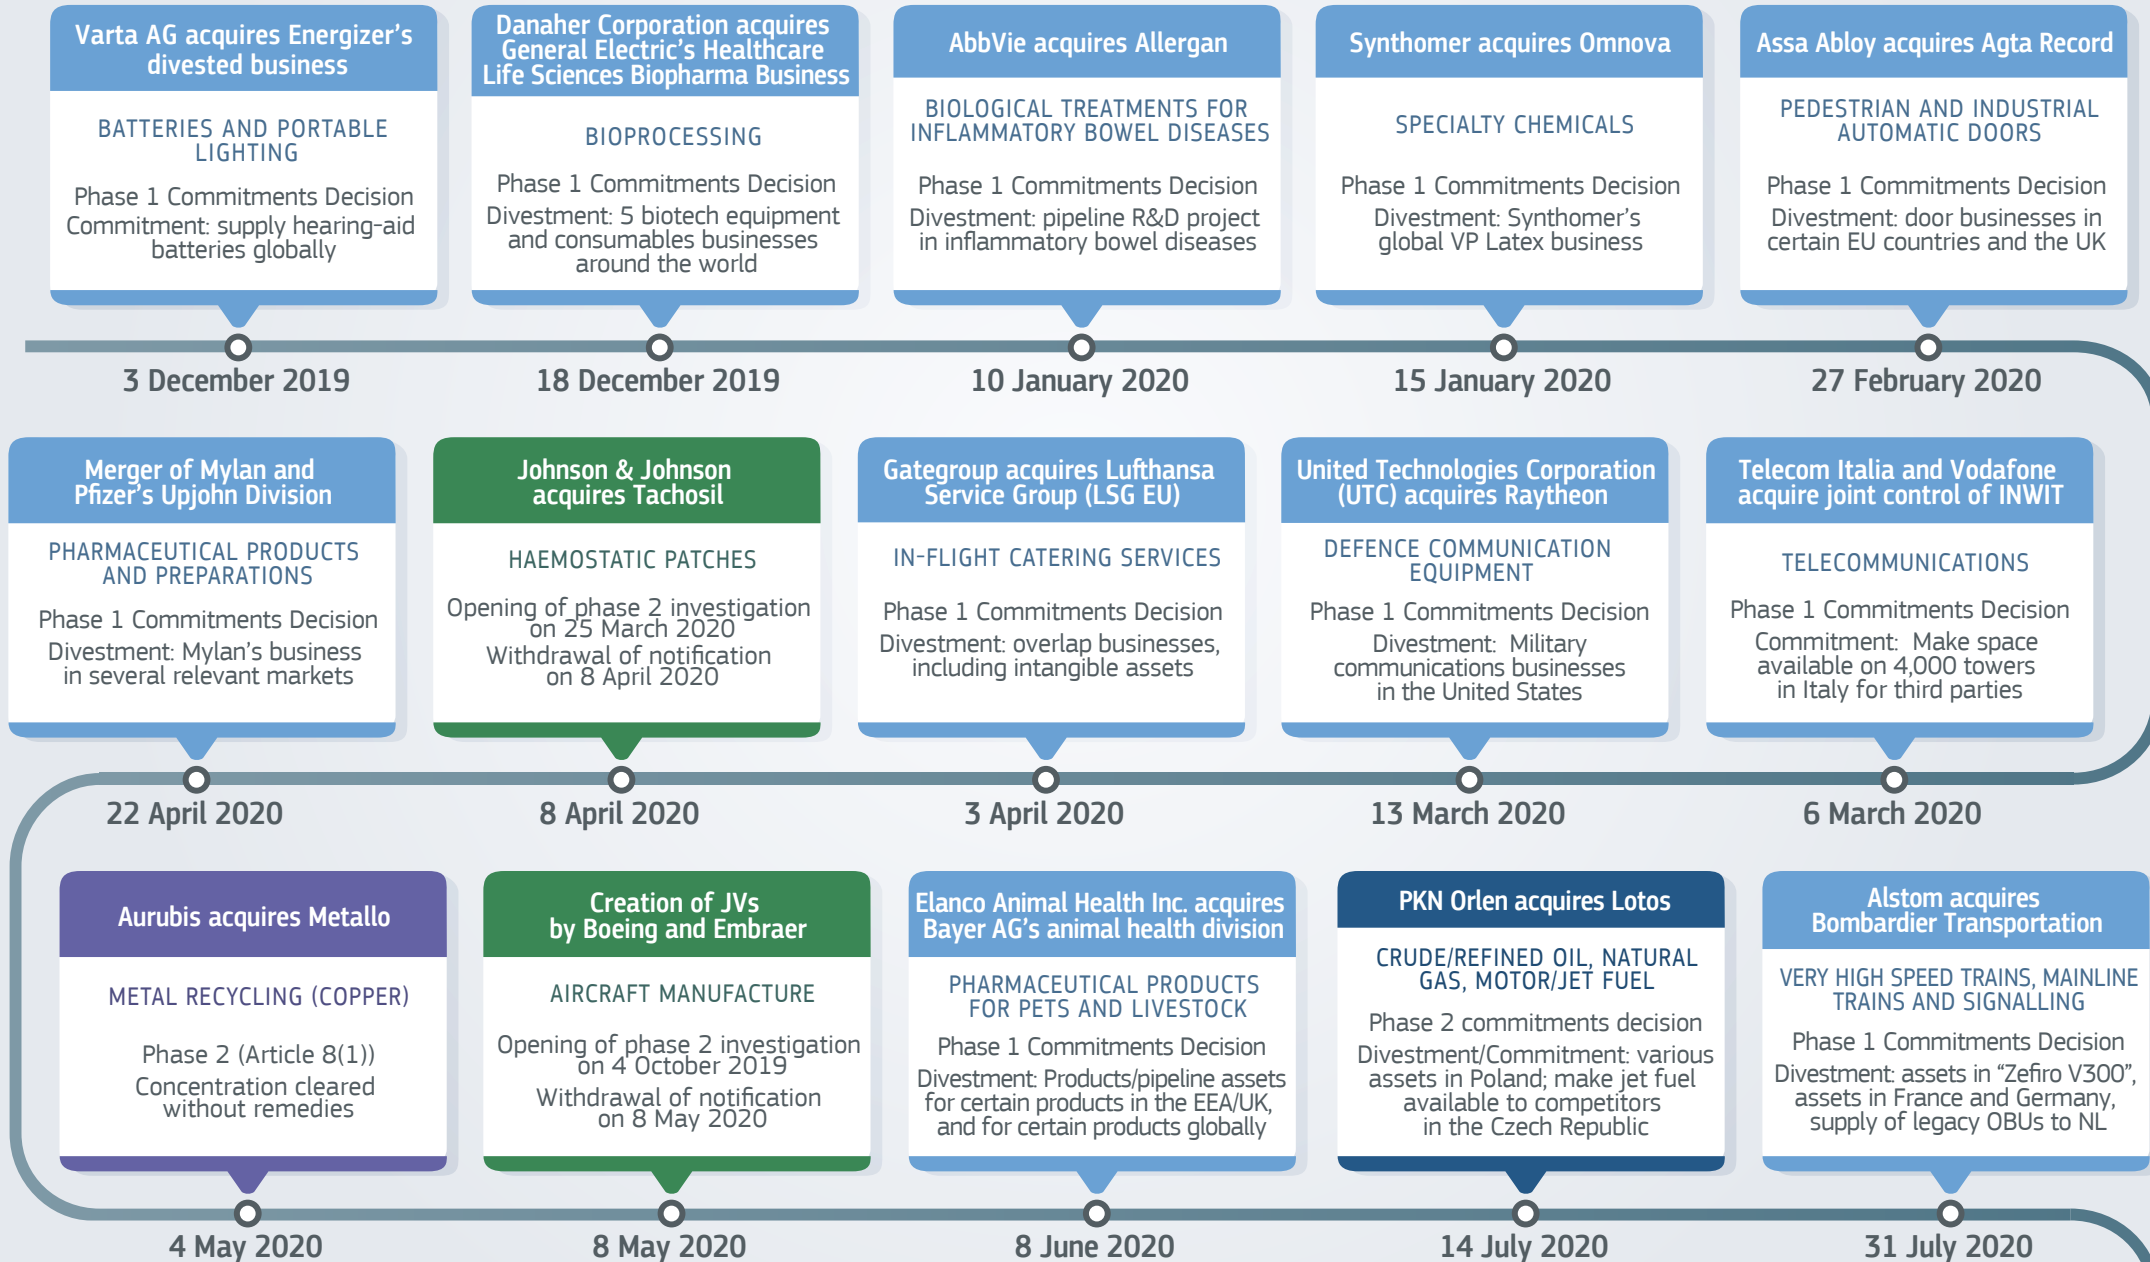 Varta AG acquires Energizer's
divested business
BATTERIES AND PORTABLE
LIGHTING
Phase 1 Commitments Decision
Commitment: supply hearing-aid
batteries globally
3 December 2019
Danaher Corporation acquires
General Electric's Healthcare
Life Sciences Biopharma Business
BIOPROCESSING
Phase 1 Commitments Decision
Divestment: 5 biotech equipment
and consumables businesses
around the world
18 December 2019
AbbVie acquires Allergan
BIOLOGICAL TREATMENTS FOR
INFLAMMATORY BOWEL DISEASES
Phase 1 Commitments Decision
Divestment: pipeline R&D project
in inflammatory bowel diseases
10 January 2020
Synthomer acquires Omnova
SPECIALTY CHEMICALS
Phase 1 Commitments Decision
Divestment: Synthomer's
global VP Latex business
15 January 2020
Assa Abloy acquires Agta Record
PEDESTRIAN AND INDUSTRIAL
AUTOMATIC DOORS
Phase 1 Commitments Decision
Divestment: door businesses in
certain EU countries and the UK
27 February 2020
Merger of Mylan and
Pfizer's Upjohn Division
PHARMACEUTICAL PRODUCTS
AND PREPARATIONS
Phase 1 Commitments Decision
Divestment: Mylan's business
in several relevant markets
22 April 2020
Johnson & Johnson
acquires Tachosil
HAEMOSTATIC PATCHES
Opening of phase 2 investigation
on 25 March 2020
Withdrawal of notification
on 8 April 2020
8 April 2020
Gategroup acquires Lufthansa
Service Group (LSG EU)
IN-FLIGHT CATERING SERVICES
Phase 1 Commitments Decision
Divestment: overlap businesses,
including intangible assets
3 April 2020
United Technologies Corporation
(UTC) acquires Raytheon
DEFENCE COMMUNICATION
EQUIPMENT
Phase 1 Commitments Decision
Divestment: Military
communications businesses
in the United States
13 March 2020
Telecom Italia and Vodafone
acquire joint control of INWIT
TELECOMMUNICATIONS
Phase 1 Commitments Decision
Commitment: Make space
available on 4,000 towers
in Italy for third parties
6 March 2020
Aurubis acquires Metallo
METAL RECYCLING (COPPER)
Phase 2 (Article 8(1))
Concentration cleared
without remedies
4 May 2020
Creation of JVs
by Boeing and Embraer
AIRCRAFT MANUFACTURE
Opening of phase 2 investigation
on 4 October 2019
Withdrawal of notification
on 8 May 2020
8 May 2020
Elanco Animal Health Inc. acquires
Bayer AG's animal health division
PHARMACEUTICAL PRODUCTS
FOR PETS AND LIVESTOCK
Phase 1 Commitments Decision
Divestment: Products/pipeline assets
for certain products in the EEA/UK,
and for certain products globally
8 June 2020
PKN Orlen acquires Lotos
CRUDE/REFINED OIL, NATURAL
GAS, MOTOR/JET FUEL
Phase 2 commitments decision
Divestment/Commitment: various
assets in Poland; make jet fuel
available to competitors
in the Czech Republic
14 July 2020
Alstom acquires
Bombardier Transportation
VERY HIGH SPEED TRAINS, MAINLINE
TRAINS AND SIGNALLING
Phase 1 Commitments Decision
Divestment: assets in “Zefiro V300”,
assets in France and Germany,
supply of legacy OBUs to NL
31 July 2020